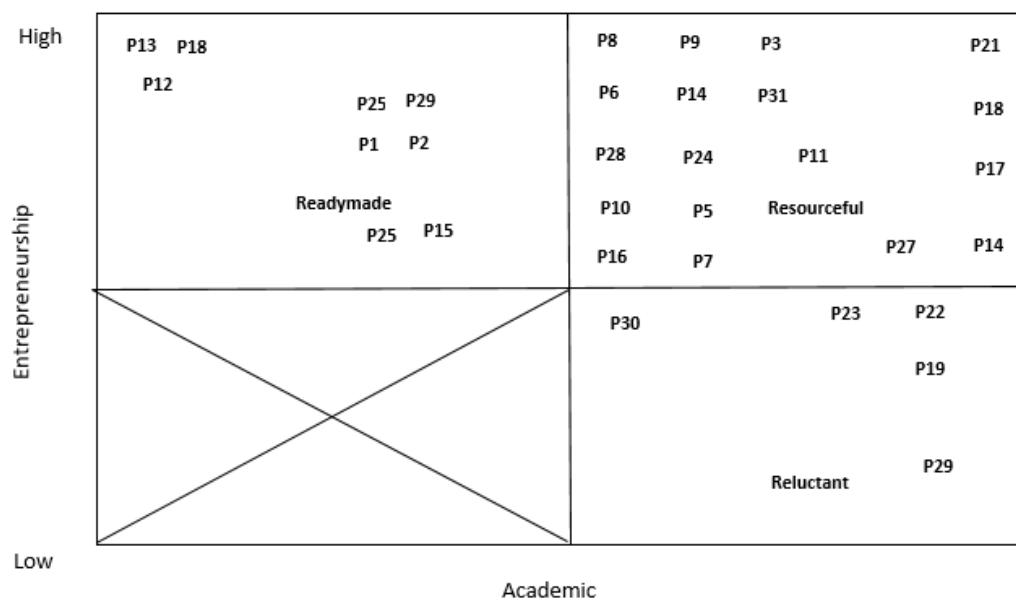 High
P13 P18
P12
P25 P29
P1 P2
Readymade
P25 P15
P8 P9 P3 P21
P6 P14 P31 P18
P28 P24 P11 P17
P10 P5 Resourceful
P16 P7 P27 P14
Entrepreneurship
P30 P23 P22
P19
P29
Reluctant
Low
Academic